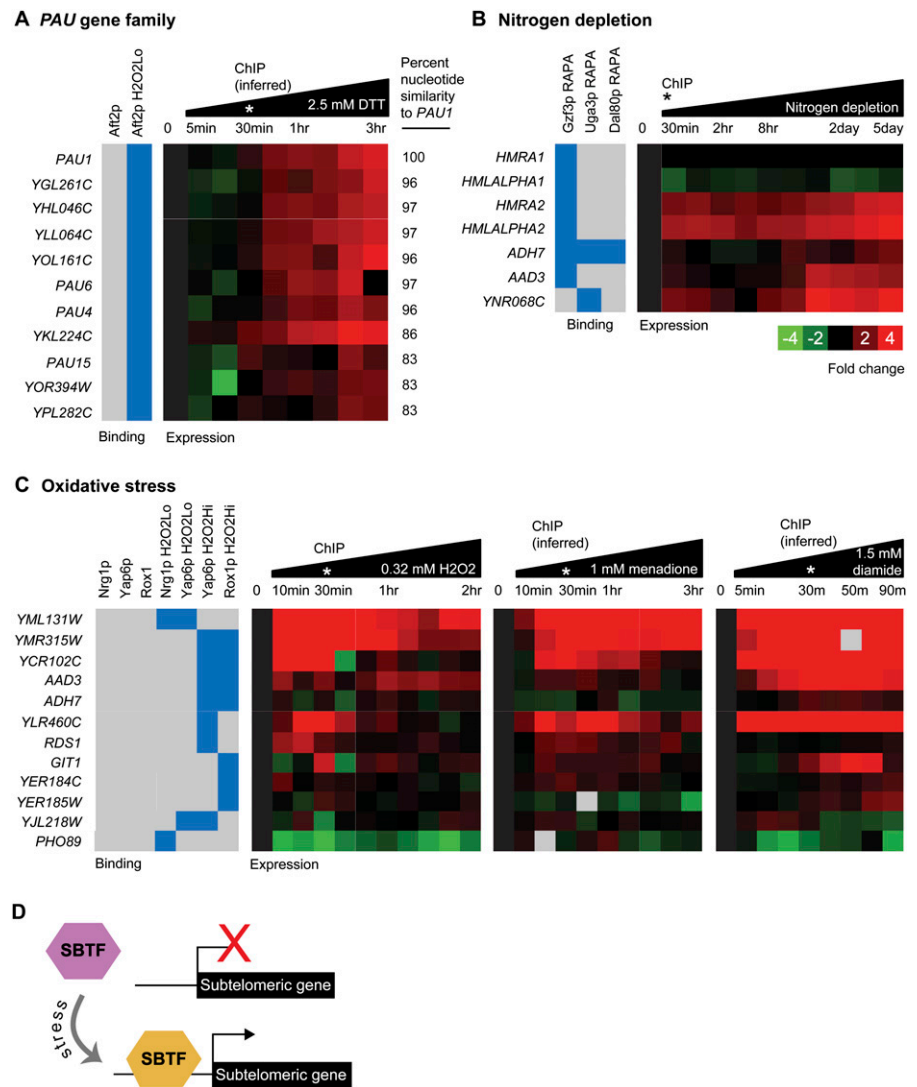 A PAU gene family
Aft2p
Aft2p H2O2Lo
ChIP
(inferred)
*
2.5 mM DTT
Percent
nucleotide
similarity
to PAU1
0 5min 30min 1hr 3hr
PAU1 100
YGL261C 96
YHL046C 97
YLL064C 97
YOL161C 96
PAU6 97
PAU4 96
YKL224C 86
PAU15 83
YOR394W 83
YPL282C 83
Binding Expression
B Nitrogen depletion
Gzf3p RAPA
Uga3p RAPA
Dal80p RAPA
ChIP
*
Nitrogen depletion
0 30min 2hr 8hr 2day 5day
HMRA1
HMLALPHA1
HMRA2
HMLALPHA2
ADH7
AAD3
YNR068C
Binding Expression
-4 -2 2 4
Fold change
C Oxidative stress
Nrg1p
Yap6p
Rox1
Nrg1p H2O2Lo
Yap6p H2O2Lo
Yap6p H2O2Hi
Rox1p H2O2Hi
ChIP
*
0.32 mM H2O2
0 10min 30min 1hr 2hr
ChIP
(inferred)
*
1 mM menadione
0 10min 30min 1hr 3hr
ChIP
(inferred)
*
1.5 mM
diamide
0 5min 30m 50m 90m
YML131W
YMR315W
YCR102C
AAD3
ADH7
YLR460C
RDS1
GIT1
YER184C
YER185W
YJL218W
PHO89
Binding Expression
D
SBTF
X
Subtelomeric gene
stress
SBTF
Subtelomeric gene